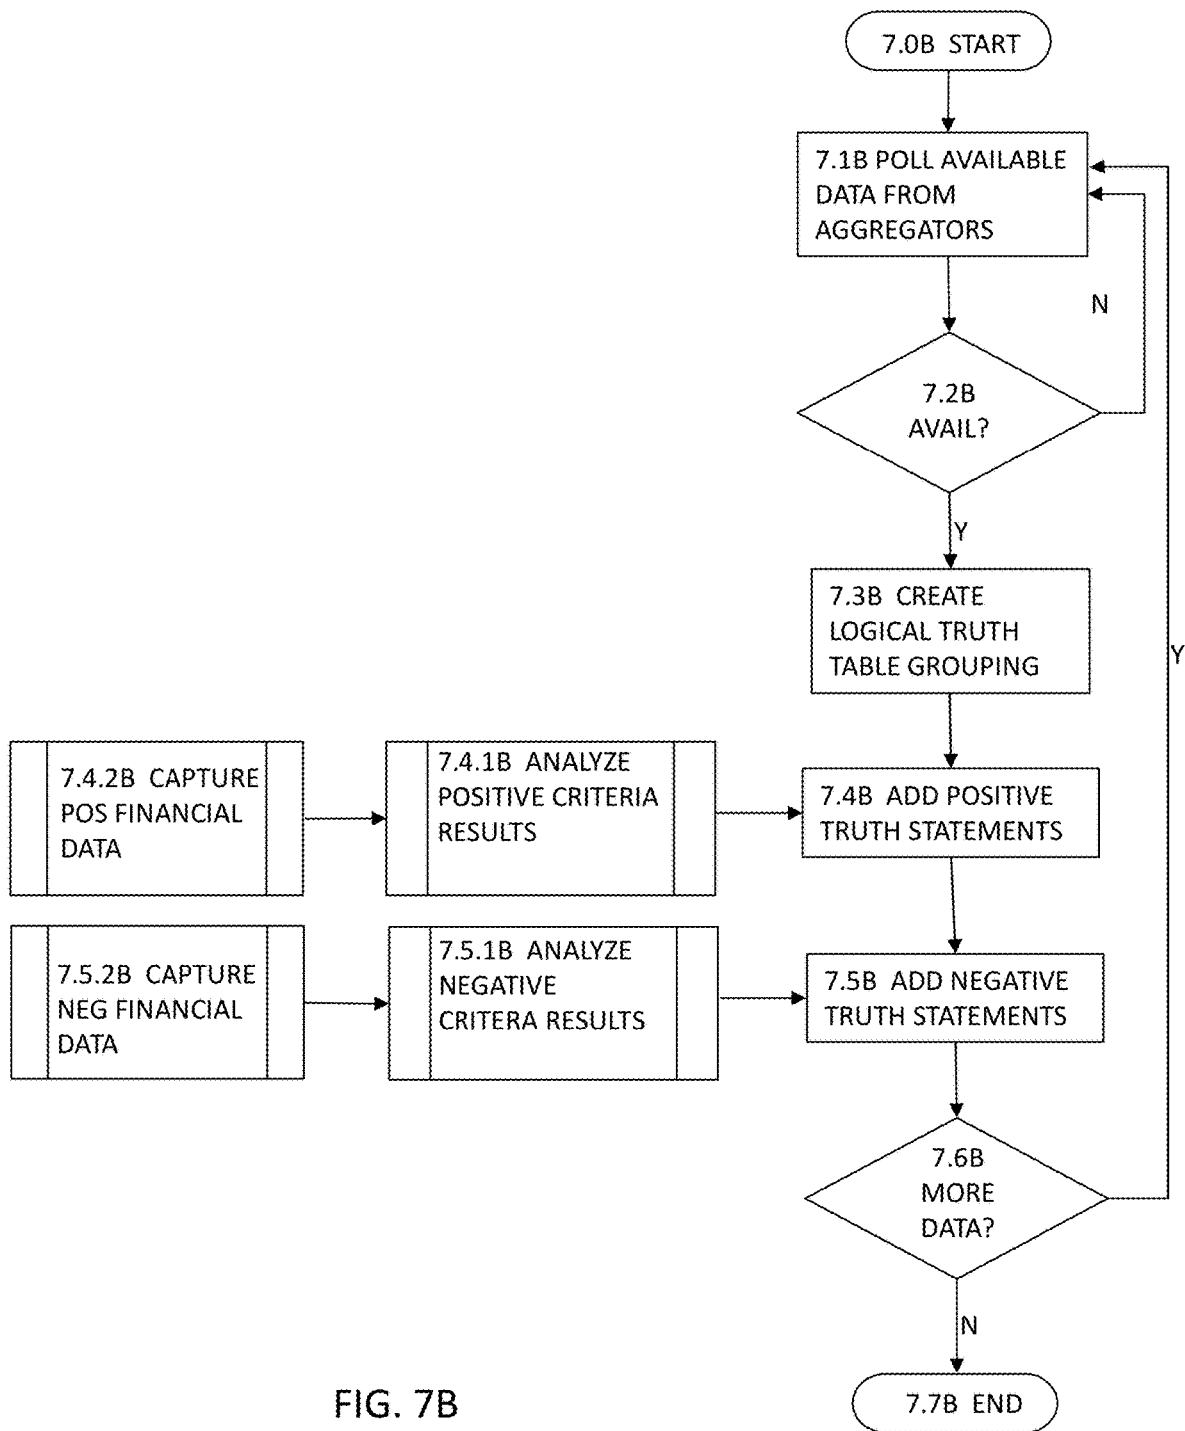 7.0B START
7.1B POLL AVAILABLE
DATA FROM
AGGREGATORS
N
7.2B
AVAIL?
Y
7.3B CREATE
LOGICAL TRUTH
TABLE GROUPING
Y
7.4.2B CAPTURE
POS FINANCIAL
DATA
7.4.1B ANALYZE
POSITIVE CRITERIA
RESULTS
7.4B ADD POSITIVE
TRUTH STATEMENTS
7.5.2B CAPTURE
NEG FINANCIAL
DATA
7.5.1B ANALYZE
NEGATIVE
CRITERA RESULTS
7.5B ADD NEGATIVE
TRUTH STATEMENTS
7.6B
MORE
DATA?
N
7.7B END
FIG. 7B